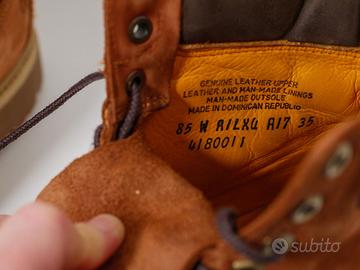 GENUINE LEATHER UPPER
LEATHER AND MAN-MADE LININGS
MAN-MADE OUTSOLE
MADE IN DOMINICAN REPUBLIC
85 W A1LXQ A17 35
4180011
subito